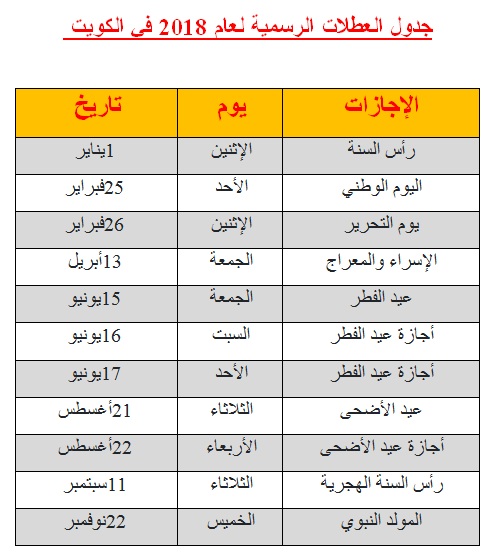 جدول العطلات الرسمية لعام 2018 في الكويت
الإجازات يوم تاريخ
رأس السنة الإثنين 1يناير
اليوم الوطني الأحد 25فبراير
يوم التحرير الإثنين 26فبراير
الإسراء والمعراج الجمعة 13أبريل
عيد الفطر الجمعة 15يونيو
أجازة عيد الفطر السبت 16يونيو
أجازة عيد الفطر الأحد 17يونيو
عيد الأضحى الثلاثاء 21أغسطس
أجازة عيد الأضحى الأربعاء 22أغسطس
رأس السنة الهجرية الثلاثاء 11سبتمبر
المولد النبوي الخميس 22نوفمبر